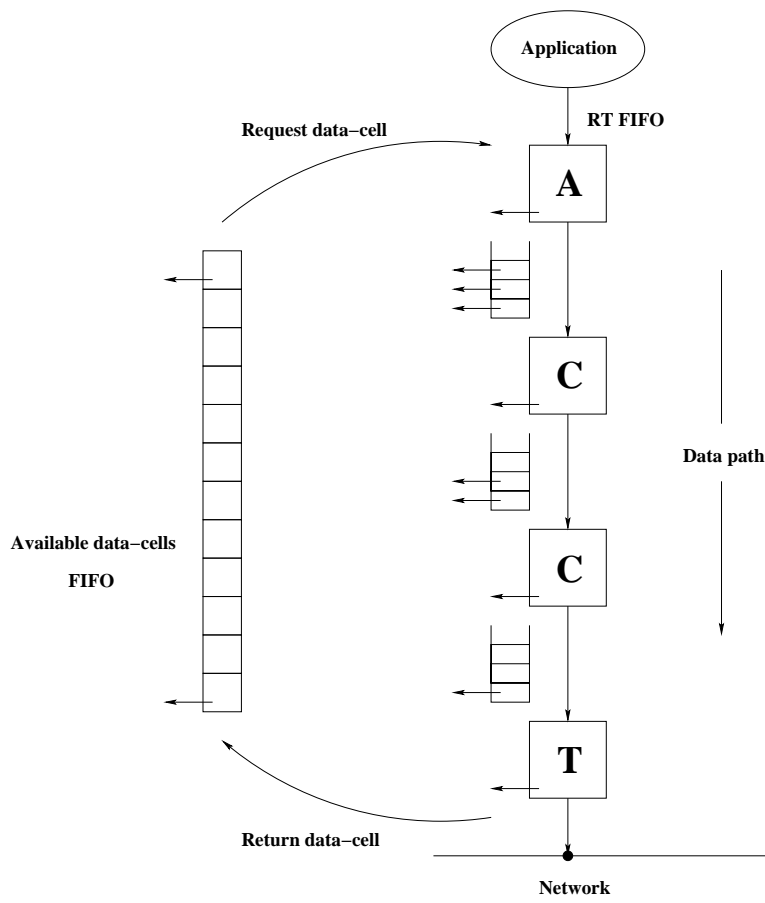 Application
RT FIFO
Request data−cell
A
C
Data path
C
Available data−cells
FIFO
T
Return data−cell
Network